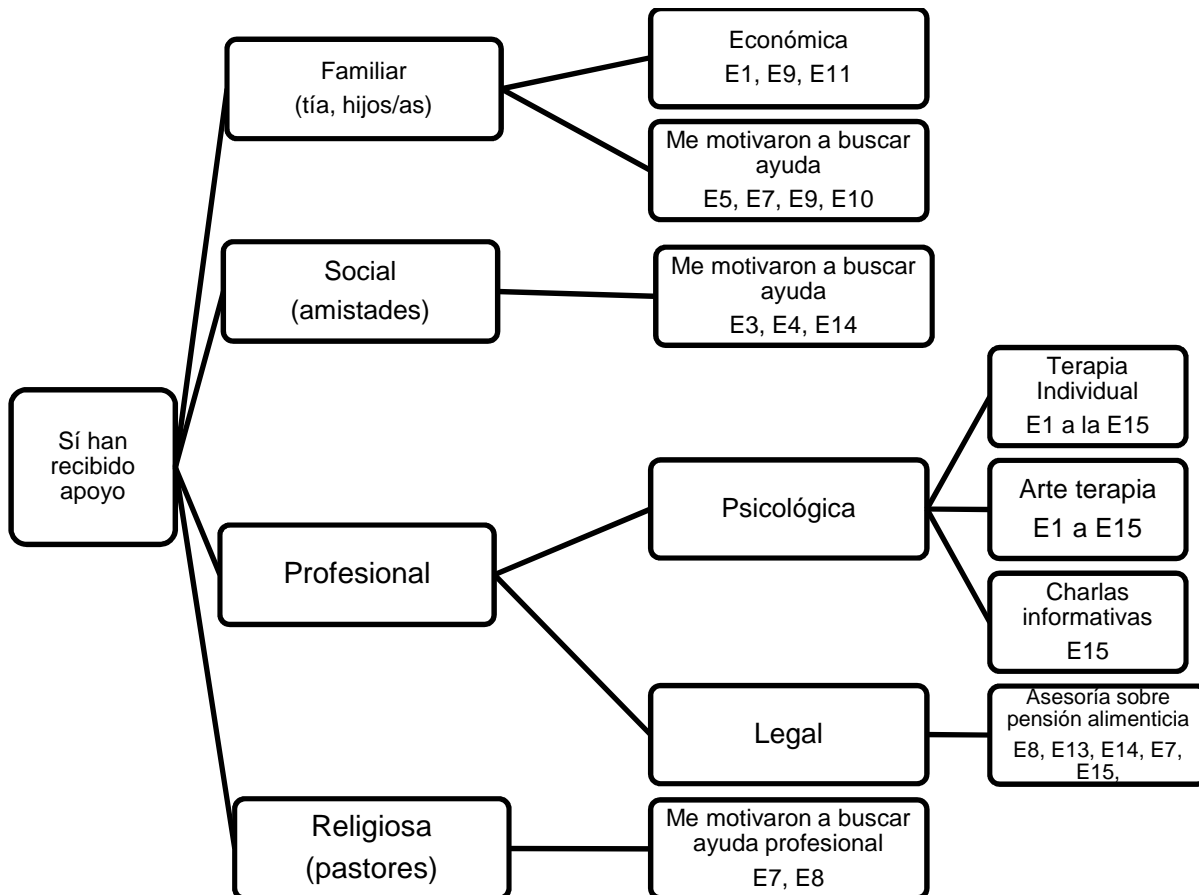 Sí han
recibido
apoyo
Familiar
(tía, hijos/as)
Económica
E1, E9, E11
Me motivaron a buscar
ayuda
E5, E7, E9, E10
Social
(amistades)
Me motivaron a buscar
ayuda
E3, E4, E14
Profesional
Psicológica
Terapia
Individual
E1 a la E15
Arte terapia
E1 a E15
Charlas
informativas
E15
Legal
Asesoría sobre
pensión alimenticia
E8, E13, E14, E7,
E15,
Religiosa
(pastores)
Me motivaron a buscar
ayuda profesional
E7, E8